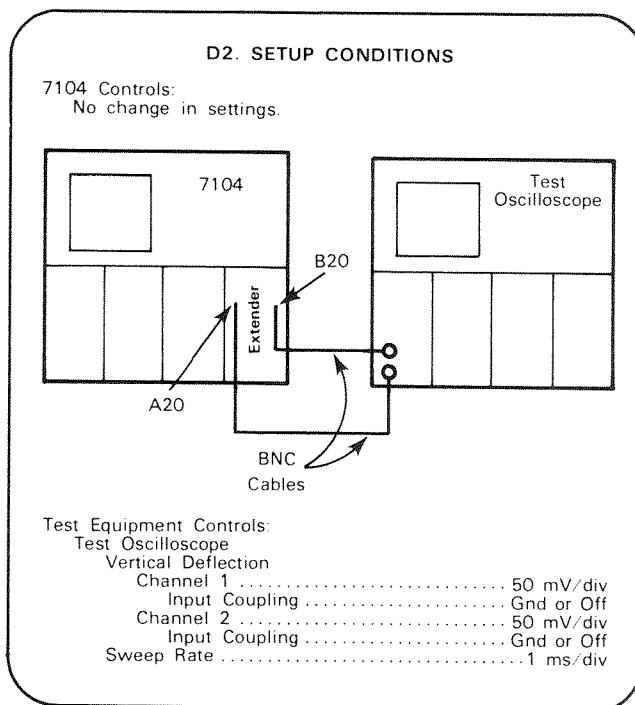 D2. SETUP CONDITIONS
7104 Controls:
No change in settings.
7104
Test
Oscilloscope
B20
Extender
A20
BNC
Cables
Test Equipment Controls:
Test Oscilloscope
Vertical Deflection
Channel 1 ............................ 50 mV/div
Input Coupling .................... Gnd or Off
Channel 2 ............................ 50 mV/div
Input Coupling .................... Gnd or Off
Sweep Rate ............................... 1 ms/div